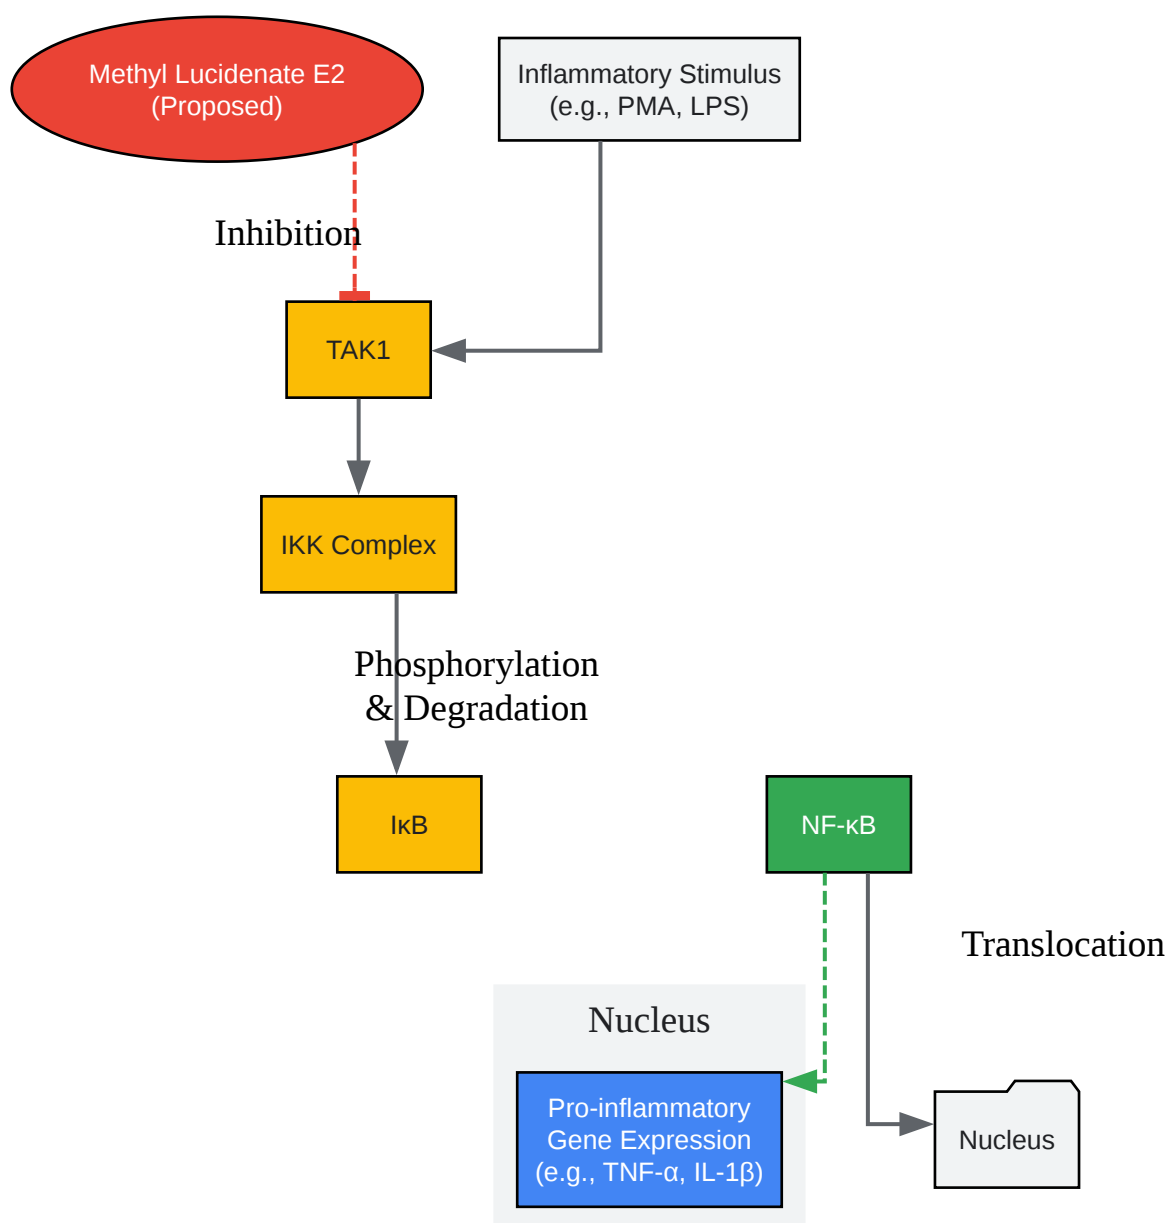 Methyl Lucidenate E2
(Proposed)
Inflammatory Stimulus
(e.g., PMA, LPS)
Inhibition
TAK1
IKK Complex
Phosphorylation
& Degradation
IκB
NF-κB
Translocation
Nucleus
Pro-inflammatory
Gene Expression
(e.g., TNF-α, IL-1β)
Nucleus